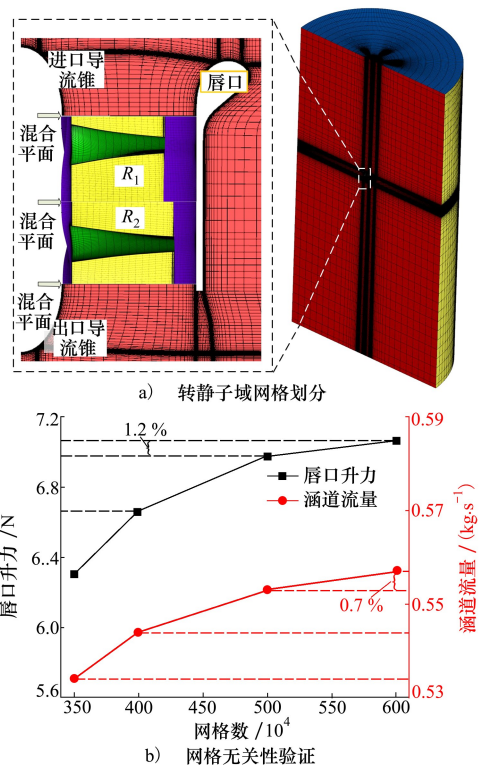 进口导
流锥
唇口
混合
平面
R1
混合
平面
R2
混合
平面
出口导
流锥
a) 转静子域网格划分
7.2
6.8
6.4
6.0
5.6
唇口升力 /N
1.2 %
唇口升力
涵道流量
0.7 %
0.59
0.57
0.55
0.53
涵道流量 / (kg·s⁻¹)
350 400 450 500 550 600
网格数 /10⁴
b) 网格无关性验证